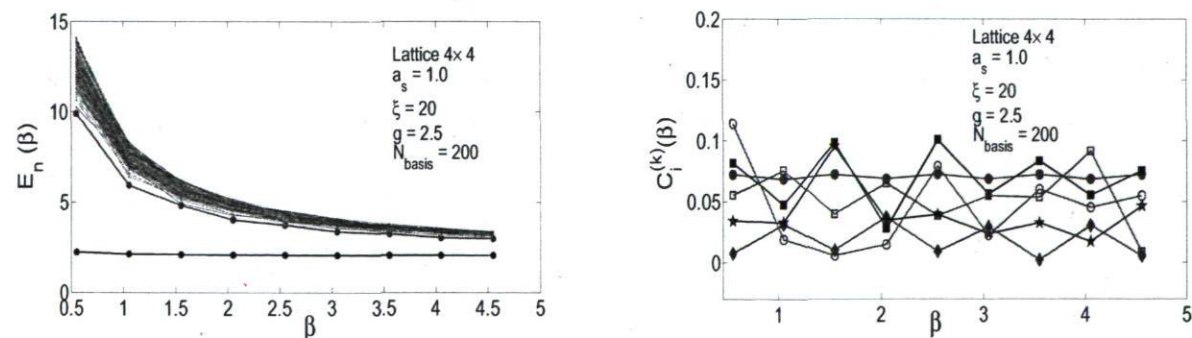 15
10
5
0
E_n (β)
Lattice 4× 4
a_s = 1.0
ξ = 20
g = 2.5
N_basis = 200
0.5 1 1.5 2 2.5 3 3.5 4 4.5 5
β
0.2
0.15
0.1
0.05
0
C_i^(k)(β)
Lattice 4× 4
a_s = 1.0
ξ = 20
g = 2.5
N_basis = 200
1 2 3 4 5
β